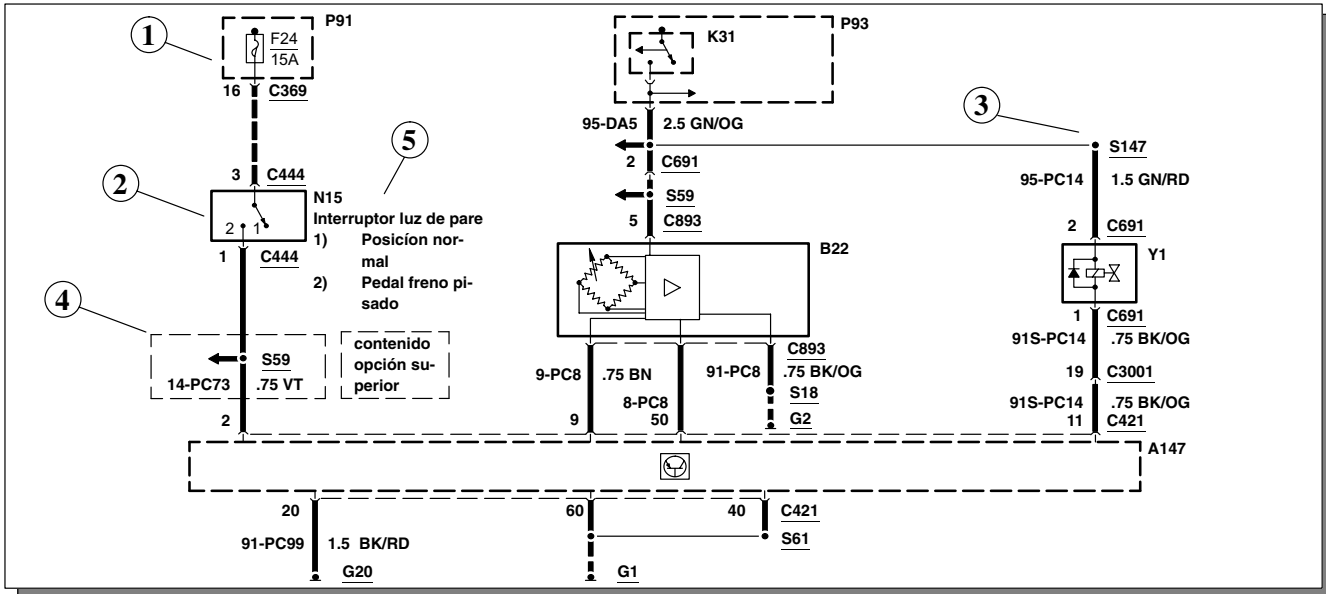 P91
1
F24
15A
16 C369
3 C444
2
N15
Interruptor luz de pare
1) Posicíon nor-
mal
2) Pedal freno pi-
sado
5
2 1
1 C444
4
S59
14-PC73 .75 VT
contenido
opción su-
perior
2
P93
K31
95-DA5 2.5 GN/OG
2 C691
S59
5 C893
B22
C893
9-PC8 .75 BN
8-PC8
91-PC8 .75 BK/OG
S18
G2
9 50
3
S147
95-PC14 1.5 GN/RD
2 C691
Y1
1 C691
91S-PC14 .75 BK/OG
19 C3001
91S-PC14 .75 BK/OG
11 C421
A147
20 60 40 C421
S61
91-PC99 1.5 BK/RD
G20 G1